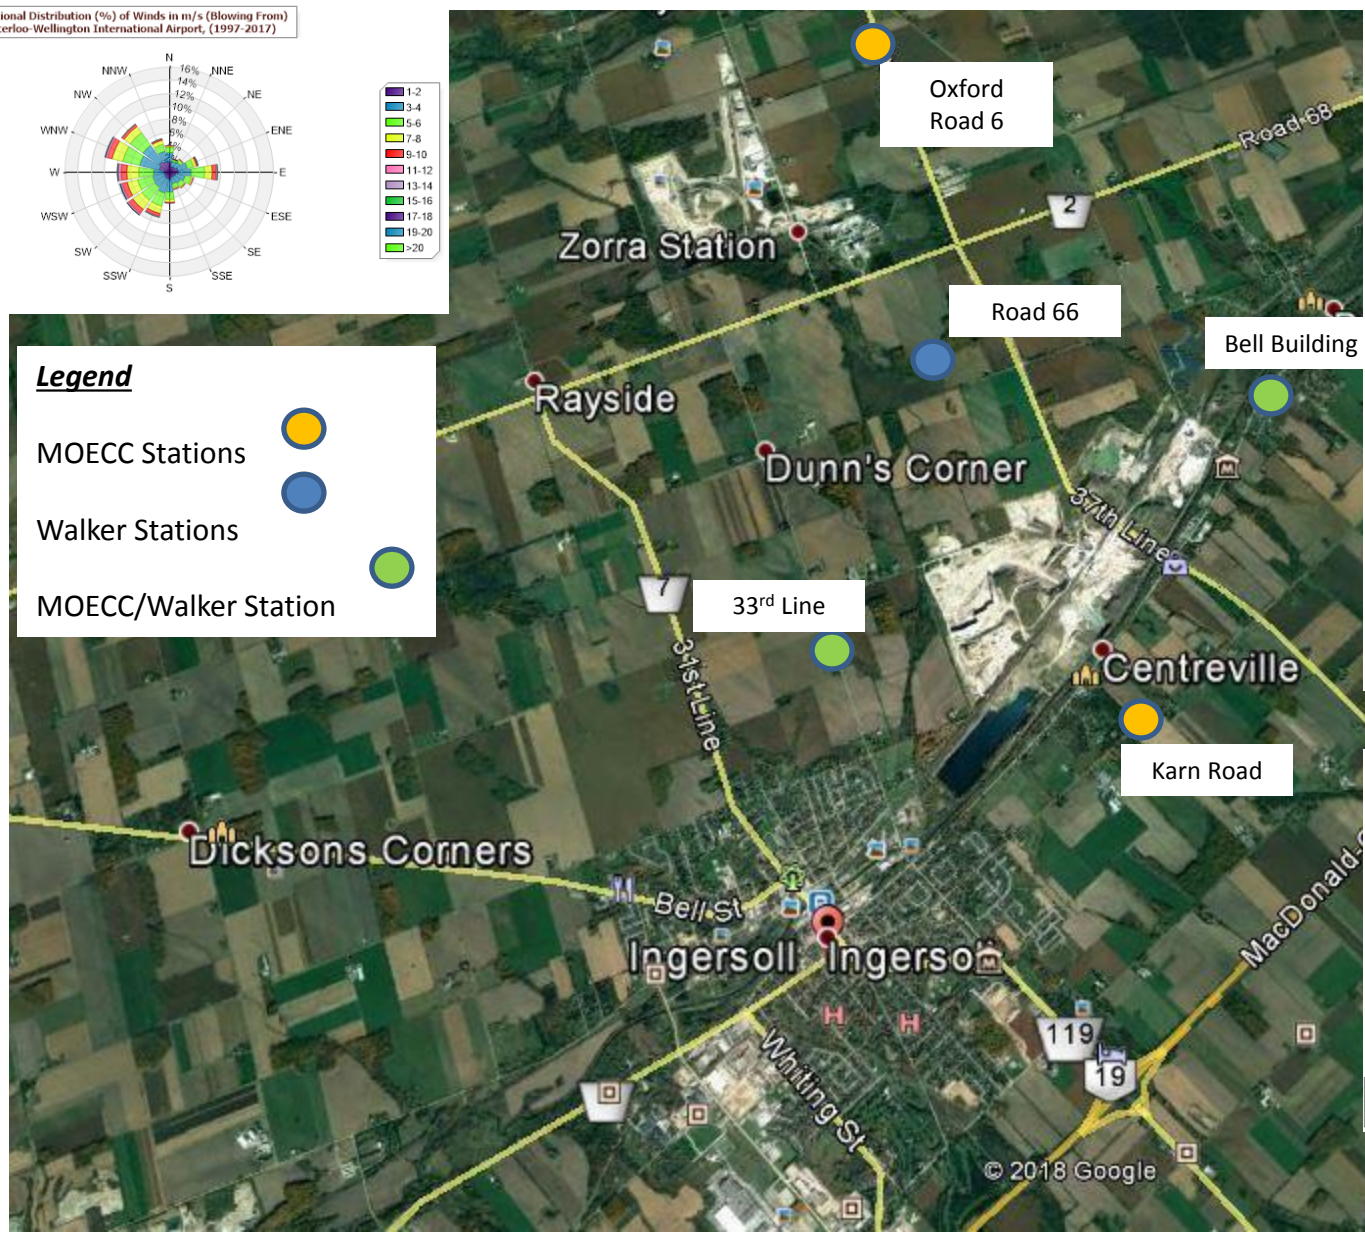 ional Distribution (%) of Winds in m/s (Blowing From)
terloo-Wellington International Airport, (1997-2017)
N
NNW
NNE
NW
NE
WNW
ENE
W
E
WSW
ESE
SW
SE
SSW
SSE
S
16%
14%
12%
10%
8%
6%
4%
2%
1-2
3-4
5-6
7-8
9-10
11-12
13-14
15-16
17-18
19-20
>20
Oxford
Road 6
Road 68
2
Zorra Station
Road 66
Bell Building
Legend
MOECC Stations
Walker Stations
MOECC/Walker Station
Rayside
Dunn's Corner
37th Line
7
33rd Line
31st Line
Centreville
Karn Road
Dicksons Corners
Bell St
P
Ingersoll
Ingersoll
H
H
MacDonald-C
119
19
Whiting St
© 2018 Google